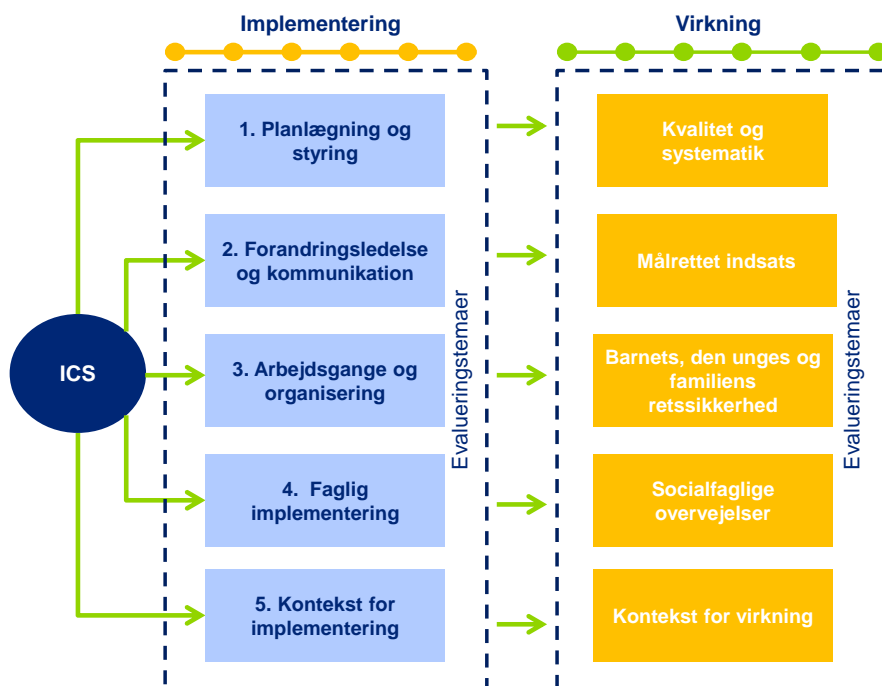 Implementering
Virkning
ICS
1. Planlægning og
styring
2. Forandringsledelse
og kommunikation
3. Arbejdsgange og
organisering
4. Faglig
implementering
5. Kontekst for
implementering
Evalueringstemaer
Kvalitet og
systematik
Målrettet indsats
Barnets, den unges og
familiens
retssikkerhed
Socialfaglige
overvejelser
Kontekst for virkning
Evalueringstemaer